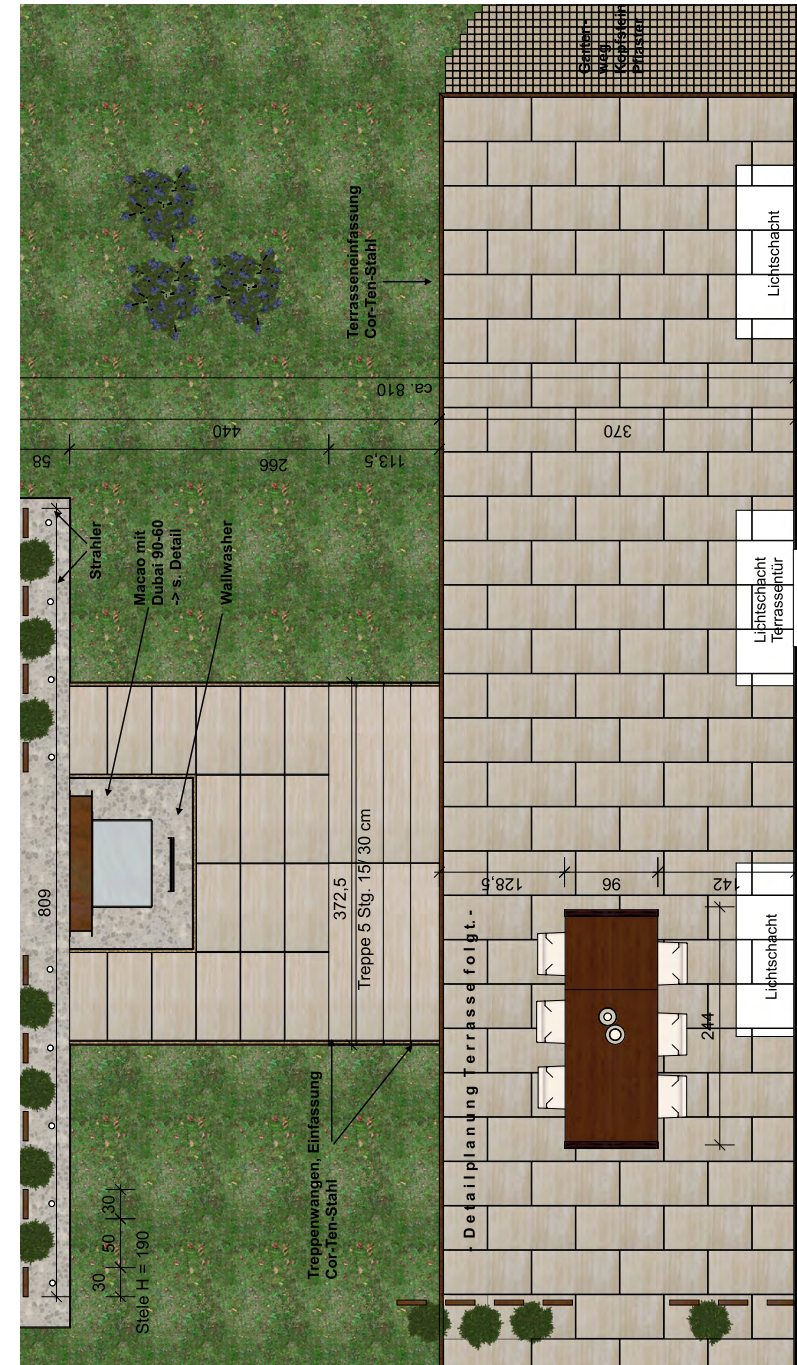 Garten-
weg,
Kopfstein
Pflaster
Terrasseneinfassung
Cor-Ten-Stahl
Lichtschacht
ca. 810
440
370
58
266
113,5
Strahler
Macao mit
Dubai 90-60
-> s. Detail
Wallwasher
Lichtschacht
Terrassentür
809
372,5
Treppe 5 Stg. 15/ 30 cm
128,5
96
142
Lichtschacht
- Detailplanung Terrasse folgt.-
244
Treppenwangen, Einfassung
Cor-Ten-Stahl
30
50
30
Stele H = 190